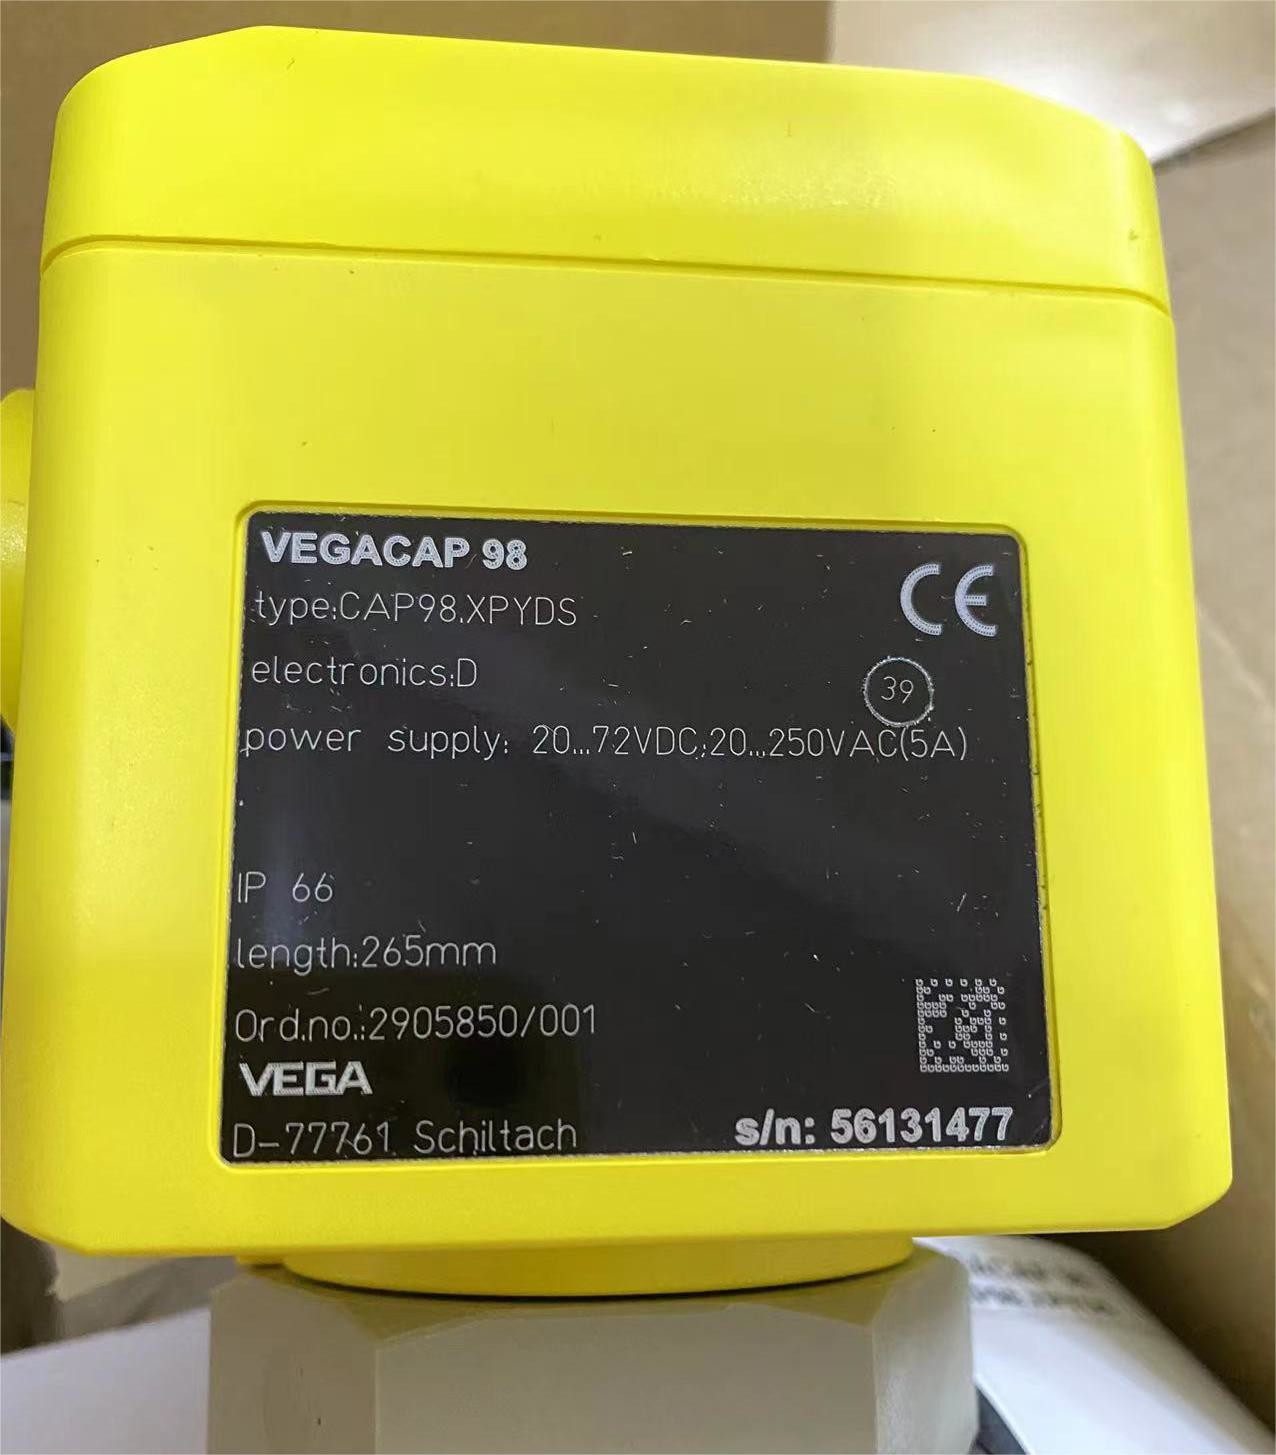 VEGACAP 98
CE
type:CAP98.XPYDS
electronics:D
39
power supply: 20...72VDC;20...250VAC(5A)
IP 66
length:265mm
Ord.no.:2905850/001
VEGA
D-77761 Schiltach
s/n: 56131477